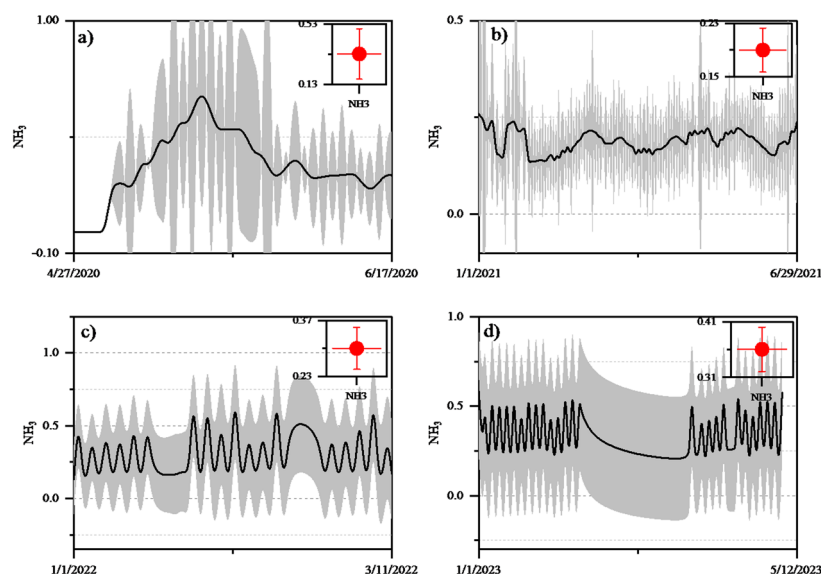 a)
1.00
-0.10
NH₃
4/27/2020
6/17/2020
0.53
0.13
NH3
b)
0.5
0.0
NH₃
1/1/2021
6/29/2021
0.23
0.15
NH3
c)
1.0
0.5
0.0
NH₃
1/1/2022
3/11/2022
0.37
0.23
NH3
d)
1.0
0.5
0.0
NH₃
1/1/2023
5/12/2023
0.41
0.31
NH3